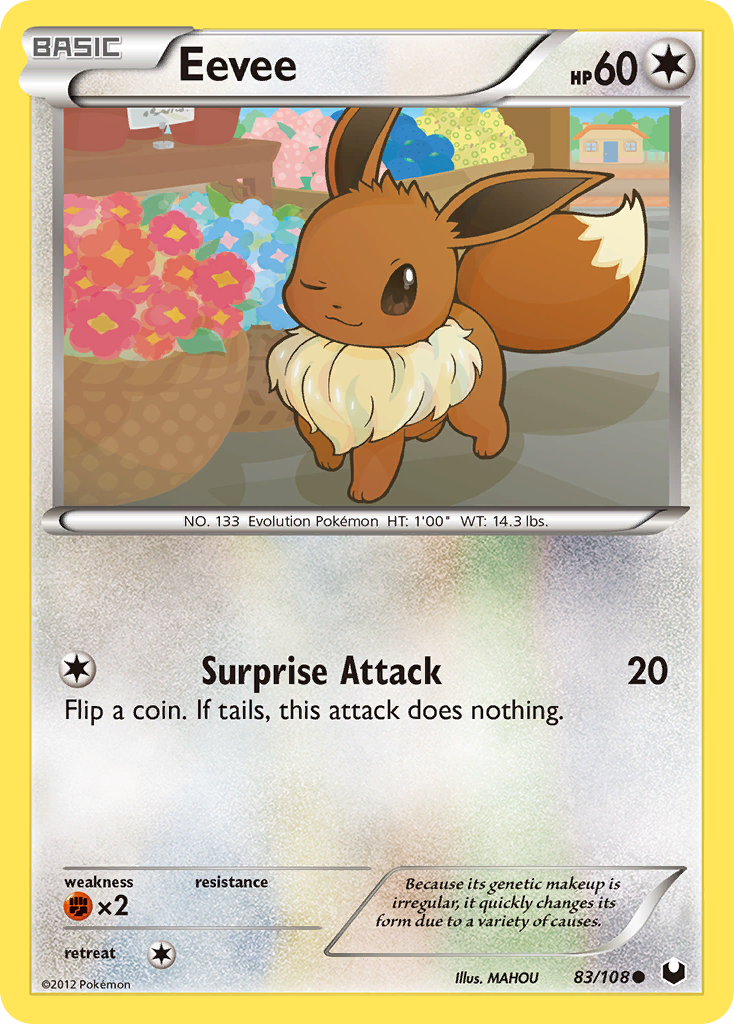 BASIC
Eevee
HP60
NO. 133 Evolution Pokémon HT: 1'00" WT: 14.3 lbs.
Surprise Attack 20
Flip a coin. If tails, this attack does nothing.
weakness resistance
×2
Because its genetic makeup is
irregular, it quickly changes its
form due to a variety of causes.
retreat
©2012 Pokémon
Illus. MAHOU
83/108